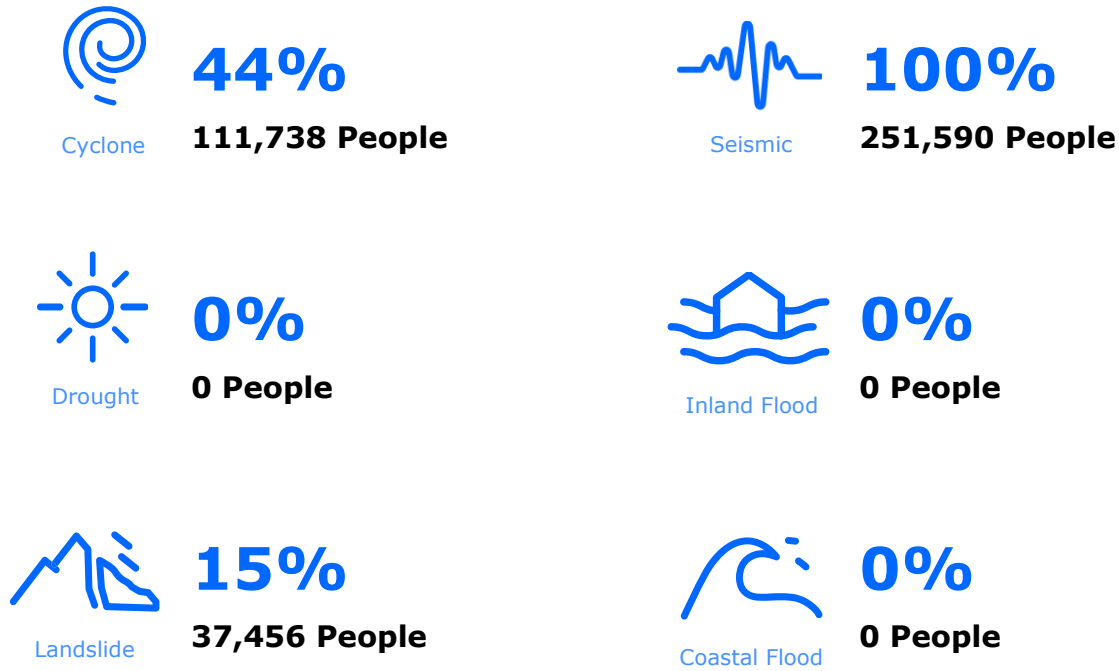 44%
111,738 People
Cyclone
100%
251,590 People
Seismic
0%
0 People
Drought
0%
0 People
Inland Flood
15%
37,456 People
Landslide
0%
0 People
Coastal Flood